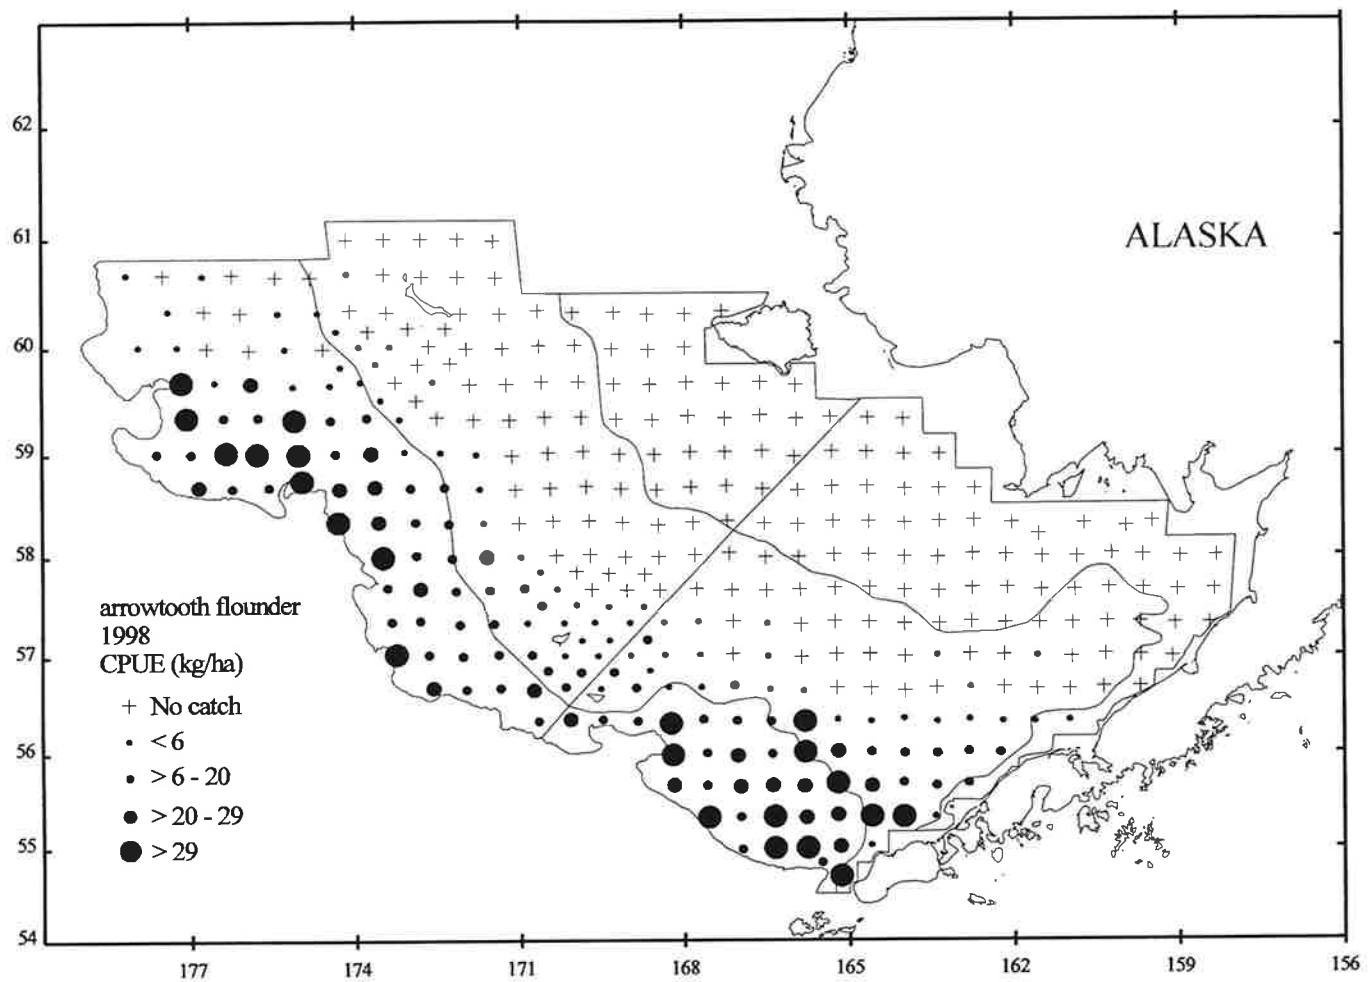 62
61
60
59
58
57
56
55
54
ALASKA
arrowtooth flounder
1998
CPUE (kg/ha)
+ No catch
< 6
> 6 - 20
> 20 - 29
> 29
177 174 171 168 165 162 159 156